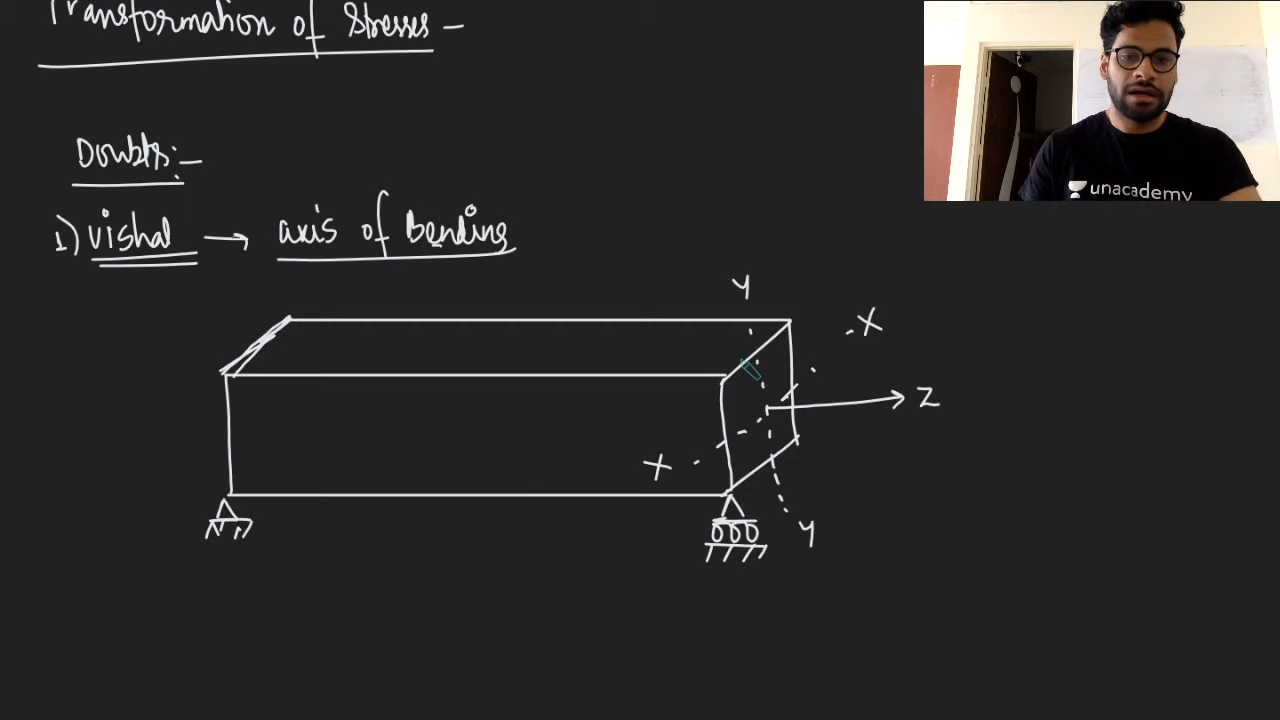 Transformation of Stresses -
unacademy
Doubts:-
1) Vishal → axis of Bending
Y
X
Z
X
Y